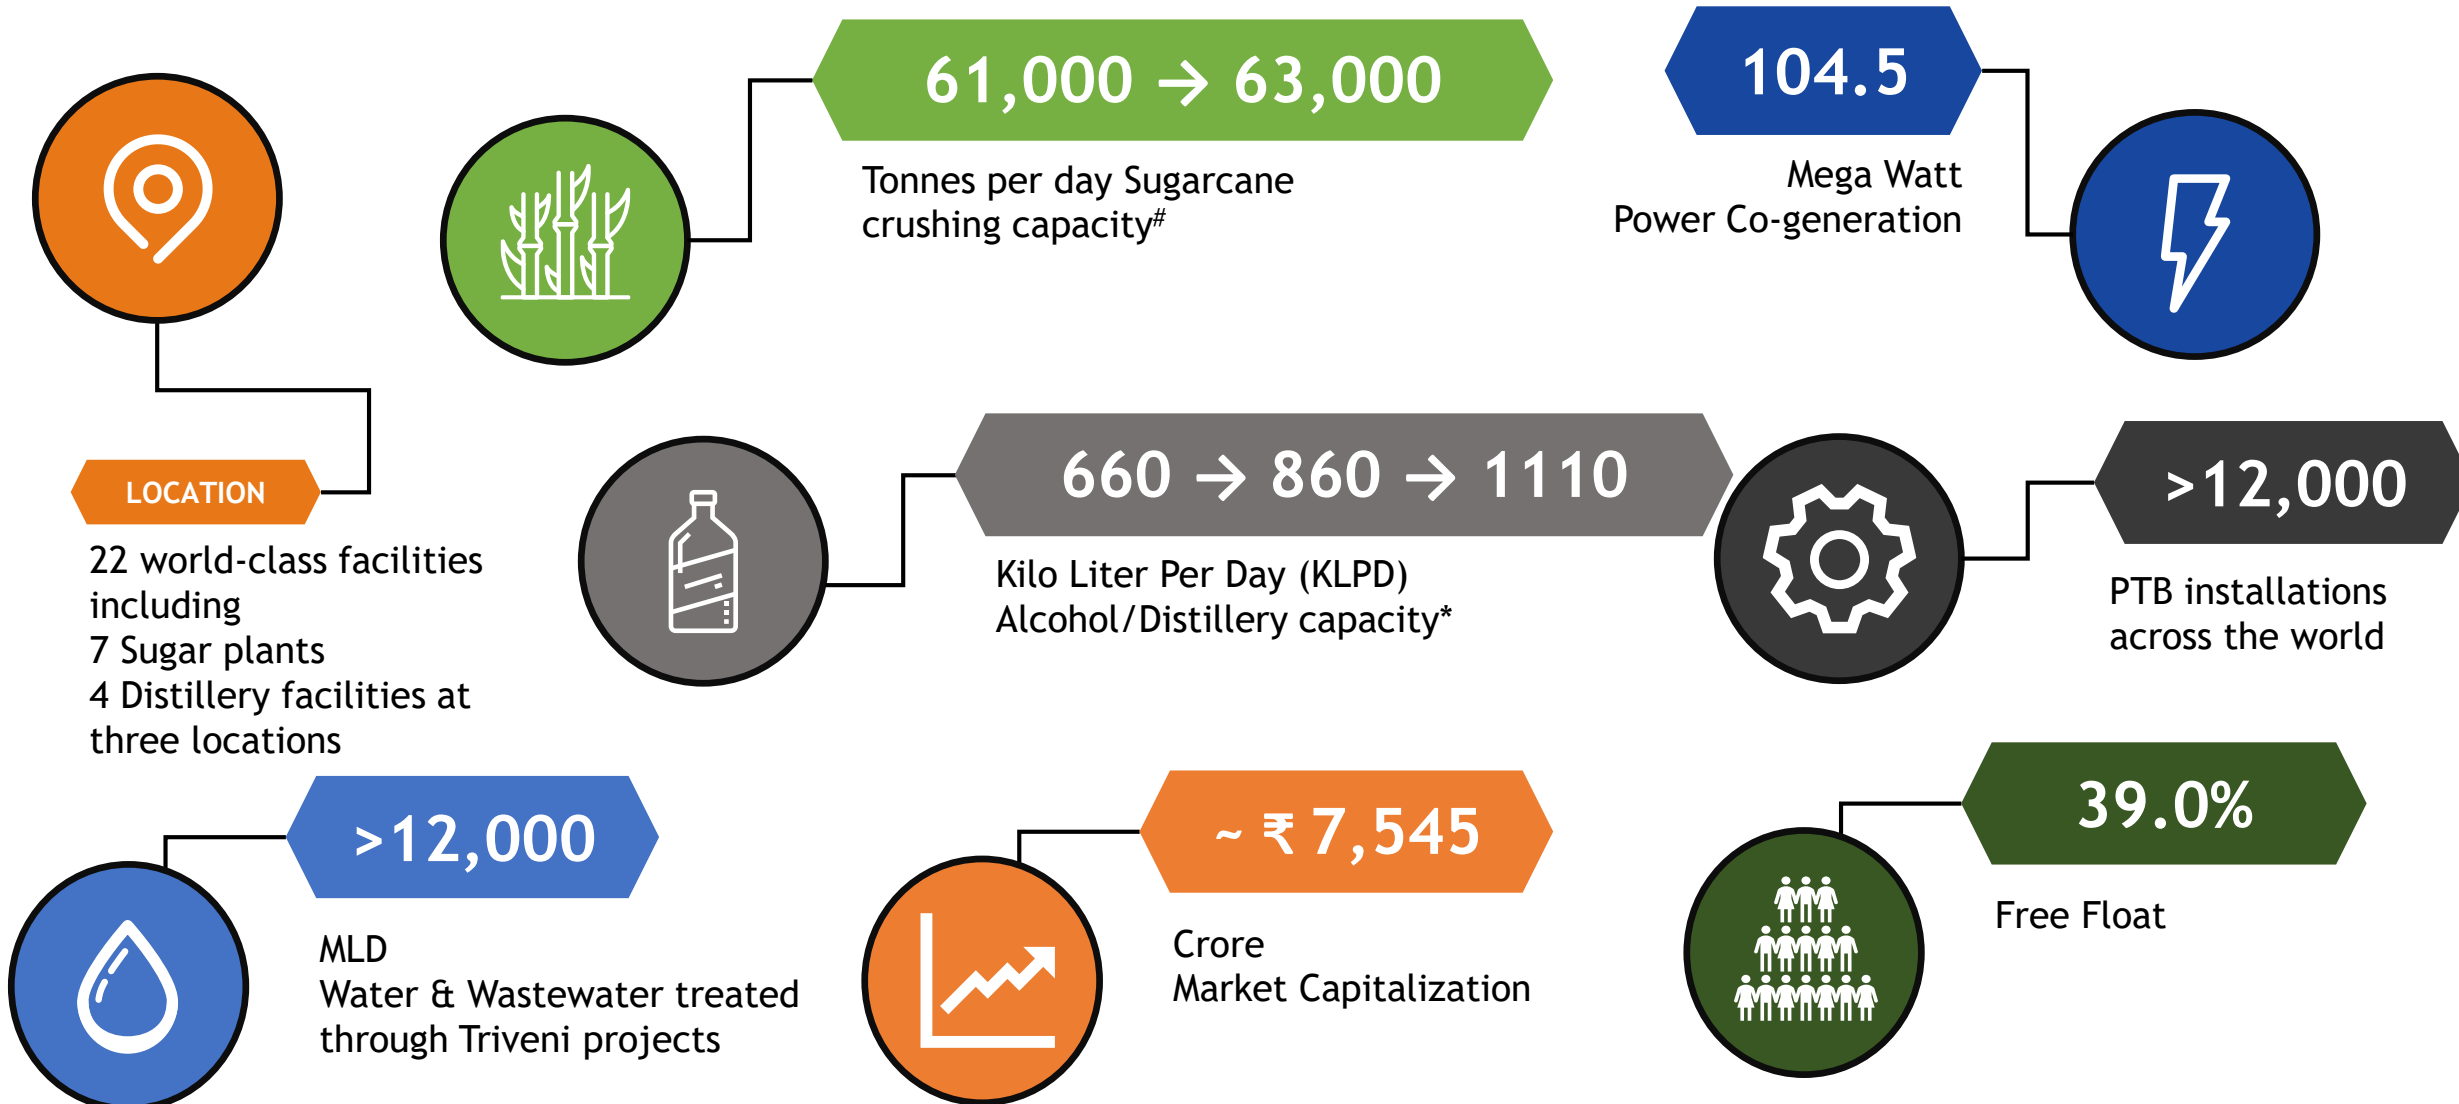 61,000 → 63,000
Tonnes per day Sugarcane
crushing capacity#
104.5
Mega Watt
Power Co-generation
LOCATION
22 world-class facilities
including
7 Sugar plants
4 Distillery facilities at
three locations
660 → 860 → 1110
Kilo Liter Per Day (KLPD)
Alcohol/Distillery capacity*
>12,000
PTB installations
across the world
>12,000
MLD
Water & Wastewater treated
through Triveni projects
~ ₹ 7,545
Crore
Market Capitalization
39.0%
Free Float